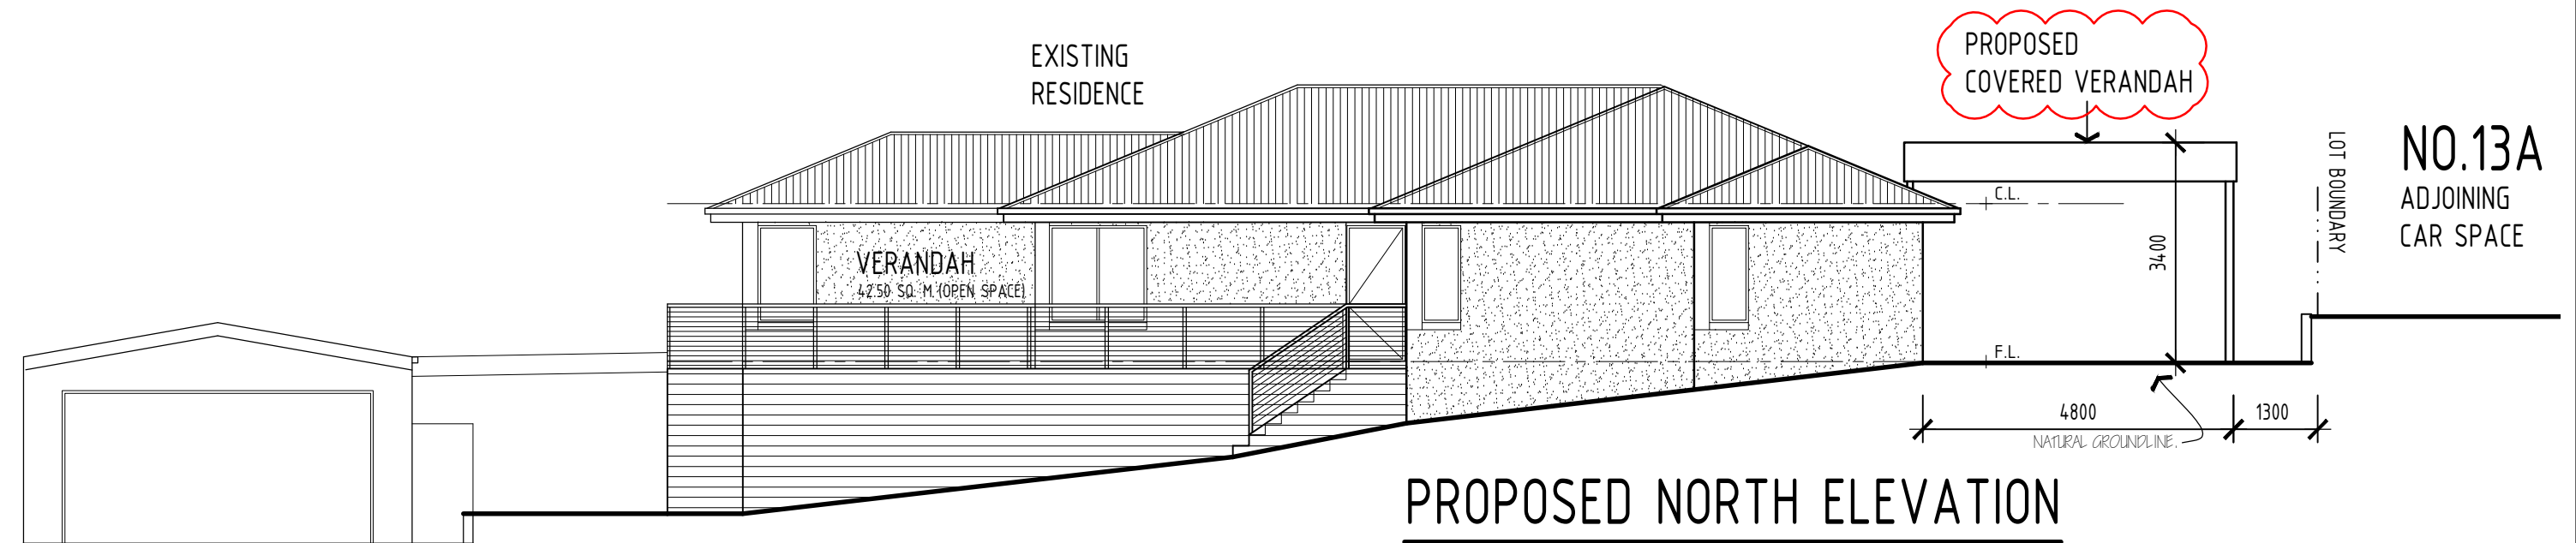 EXISTING
RESIDENCE
PROPOSED
COVERED VERANDAH
LOT BOUNDARY
NO.13A
ADJOINING
CAR SPACE
C.L.
3400
VERANDAH
42.50 SQ. M. (OPEN SPACE)
F.L.
4800
1300
NATURAL GROUNDLINE.
PROPOSED NORTH ELEVATION